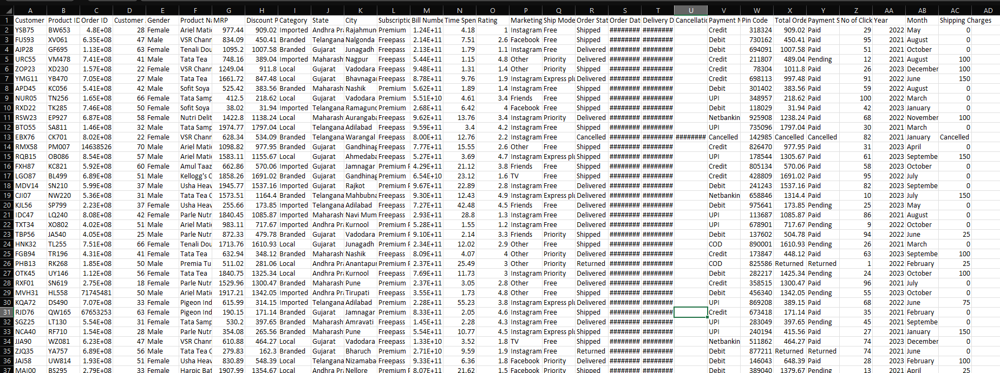 A B C D E F G H I J K L M N O P Q R S T U V W X Y Z AA AB AC AD
1 Customer Product ID Order ID Customer Gender Product Na MRP Discount P Category State City Subscriptic Bill Numbe Time Spen Rating Marketing Ship Mode Order Stat Order Dat Delivery D Cancellatic Payment M Pin Code Total Orde Payment S No of Click Year Month Shipping Charges
2 YSB75 BW653 4.8E+08 28 Female Ariel Matic 977.44 909.02 Imported Andhra Pra Rajahmun Premium 1.24E+11 4.18 1 Instagram Free Shipped ######## ######## Credit 318324 909.02 Paid 29 2022 May 0
3 FUS93 XV061 6.35E+08 47 Male VSR Chann 834.09 450.41 Branded Telangana Nalgonda Freepass 2.14E+11 7.51 2.6 Facebook Free Shipped ######## ######## Debit 730162 450.41 Paid 95 2021 August 0
4 AJP28 GF695 1.13E+08 63 Female Tenali Dou 1095.2 1007.58 Branded Gujarat Junagadh Freepass 2.13E+11 1.79 1.1 Instagram Free Delivered ######## ######## Debit 694091 1007.58 Paid 51 2021 October 0
5 URC55 VM478 7.41E+08 41 Male Tata Tea 748.16 389.04 Imported Maharash Nagpur Freepass 5.44E+11 1.15 4.8 Other Priority Delivered ######## ######## Credit 211807 489.04 Pending 12 2021 August 100
6 ZOP23 XD230 1.57E+08 22 Female VSR Chann 1249.04 911.8 Local Gujarat Vadodara Freepass 9.48E+11 1.31 1.4 Other Priority Shipped ######## ######## Credit 78304 1011.8 Paid 26 2023 December 100
7 YMG11 YB470 7.05E+08 27 Male Tata Tea 1661.72 847.48 Local Gujarat Bhavnagar Freepass 8.78E+11 9.76 1.9 Instagram Express plu Delivered ######## ######## Credit 698113 997.48 Paid 91 2022 June 150
8 APD45 KC056 5.41E+08 42 Male Sofit Soya 525.42 383.56 Branded Maharash Nashik Premium 5.62E+11 1.89 1.4 Instagram Free Shipped ######## ######## Debit 301402 383.56 Paid 59 2022 August 0
9 NUR05 TN256 1.65E+08 66 Female Tata Samp 412.5 218.62 Local Gujarat Vadodara Premium 5.51E+10 4.61 3.4 Friends Free Shipped ######## ######## UPI 348957 218.62 Paid 100 2022 March 0
10 RXD22 TK285 7.46E+08 50 Female Sofit Soya 38.02 31.94 Imported Telangana Ramagund Premium 2.68E+11 6.42 4 Facebook Free Shipped ######## ######## Debit 118029 31.94 Paid 42 2023 January 0
11 RSW23 EP927 6.87E+08 58 Female Nutri Delit 1422.8 1138.24 Local Maharash Aurangaba Freepass 9.62E+11 13.76 3.4 Instagram Priority Delivered ######## ######## Netbankin 925908 1238.24 Paid 68 2022 November 100
12 BTO55 SA811 1.46E+08 32 Male Tata Samp 1974.77 1797.04 Local Telangana Adilabad Freepass 9.59E+11 3.4 4.2 Instagram Free Shipped ######## ######## UPI 735096 1797.04 Paid 30 2021 March 0
13 EBX76 CK701 8.02E+08 22 Female VSR Chann 628.34 534.09 Branded Telangana Warangal Freepass 8.00E+11 12.76 2.2 Instagram Free Cancelled ######## ######## ######## Cancelled 142985 Cancelled Cancelled 82 2021 January Cancelled
14 RMX58 PM007 14638526 70 Male Ariel Matic 1098.82 977.95 Branded Gujarat Gandhinag Freepass 7.77E+11 15.55 2.6 Other Free Shipped ######## ######## Credit 826470 977.95 Paid 31 2023 April 0
15 RQB15 OB086 8.54E+08 57 Male Ariel Matic 1583.11 1155.67 Local Gujarat Ahmedaba Freepass 5.27E+11 3.69 4.7 Instagram Express plu Shipped ######## ######## UPI 178544 1305.67 Paid 61 2023 Septembe 150
16 FXH87 KC821 5.92E+08 60 Female Amul Taaz 662.86 570.06 Imported Gujarat Jamnagar Premium P 4.29E+11 21.12 3.8 Friends Free Shipped ######## ######## Credit 805134 570.06 Paid 58 2023 October 0
17 LGO87 BL499 6.89E+08 51 Male Kellogg's C 1858.26 1691.02 Branded Gujarat Gandhinag Premium 6.54E+10 23.12 1.6 TV Free Shipped ######## ######## Credit 428809 1691.02 Paid 95 2022 July 0
18 MDV14 SN210 5.99E+08 37 Male Usha Heav 1945.77 1537.16 Imported Gujarat Rajkot Premium P 9.67E+11 22.89 2.8 Instagram Free Shipped ######## ######## Debit 241243 1537.16 Paid 82 2023 Septembe 0
19 CJI07 NW220 5.36E+08 31 Male Tata Tea C 1573.51 1164.4 Branded Telangana Mahbubna Freepass 9.30E+11 12.43 4.9 Instagram Express plu Delivered ######## ######## Netbankin 658846 1314.4 Paid 10 2023 July 150
20 KJL56 SP799 2.23E+08 37 Female Usha Heav 255.66 173.85 Imported Telangana Adilabad Premium 7.27E+11 42.48 4.5 Friends Free Delivered ######## ######## Debit 975641 173.85 Pending 25 2023 May 0
21 IDC47 LQ240 8.08E+08 42 Female Parle Nutr 1840.45 1085.87 Imported Maharash Navi Mum Freepass 2.93E+11 28.8 1.3 Instagram Free Delivered ######## ######## UPI 113687 1085.87 Paid 86 2021 August 0
22 TXT34 XO802 4.02E+08 51 Male Ariel Matic 983.11 717.67 Imported Andhra Pra Kurnool Premium P 5.28E+11 1.55 1.2 Instagram Free Delivered ######## ######## UPI 678901 717.67 Pending 9 2022 October 0
23 TBP56 JA540 4.05E+08 25 Male Parle Nutr 872.33 479.78 Branded Gujarat Vadodara Premium P 9.10E+11 2.14 3.3 Friends Priority Shipped ######## ######## Debit 137602 504.78 Paid 94 2022 June 25
24 HNK32 TL255 7.51E+08 66 Female Tenali Dou 1713.76 1610.93 Local Gujarat Junagadh Premium P 2.34E+11 12.02 2.9 Other Free Delivered ######## ######## COD 890001 1610.93 Pending 26 2021 March 0
25 FGB94 TR196 4.31E+08 41 Female Tata Tea 632.94 348.12 Branded Maharash Nashik Freepass 8.09E+11 4.07 4 Other Priority Delivered ######## ######## Credit 173847 448.12 Paid 63 2023 Septembe 100
26 PHB13 RK268 1.85E+08 50 Male Premia Tu 511.02 281.06 Local Andhra Pra Anantapur Premium P 2.37E+11 25.49 3 Other Priority Returned ######## ######## COD 825586 Returned Returned 1 2022 February 25
27 OTK45 UY146 1.12E+08 56 Female Tata Tea 1840.75 1325.34 Local Andhra Pra Kurnool Freepass 7.69E+11 11.73 3 Instagram Priority Delivered ######## ######## Debit 282217 1425.34 Pending 24 2023 October 100
28 RXF01 SN619 2.75E+08 18 Female Parle Nutr 1529.96 1300.47 Branded Maharash Pune Premium 2.37E+11 3.05 2.8 Other Free Delivered ######## ######## Credit 358515 1300.47 Paid 96 2021 July 0
29 MVH31 HL558 71745481 50 Male Ariel Matic 1917.21 1342.05 Imported Andhra Pra Tirupati Freepass 3.55E+11 1.73 4.8 Other Free Delivered ######## ######## Debit 456340 1342.05 Pending 55 2023 October 0
30 KQA72 DS490 7.07E+08 33 Female Pigeon Ind 615.99 314.15 Imported Telangana Adilabad Premium 2.28E+11 55.23 3.8 Instagram Express plu Delivered ######## ######## UPI 869208 389.15 Paid 68 2022 June 75
31 RJD76 QW165 67653253 63 Female Pigeon Ind 190.15 171.14 Branded Gujarat Jamnagar Premium 8.33E+11 2.05 4.6 Instagram Free Shipped ######## ######## Credit 673418 171.14 Paid 35 2021 February 0
32 SGZ25 LT130 5.54E+08 31 Female Tata Samp 530.2 397.65 Branded Maharash Amravati Freepass 1.45E+11 2.28 4.3 Instagram Free Delivered ######## ######## UPI 283049 397.65 Pending 45 2021 Septembe 0
33 NCA40 RF710 1.54E+08 28 Male Parle Nutr 354.08 265.56 Branded Maharash Pune Freepass 5.54E+11 10.77 4.5 Instagram Express plu Shipped ######## ######## UPI 240194 415.56 Paid 27 2021 January 150
34 JJA90 WZ081 6.23E+08 47 Male VSR Chann 610.88 464.27 Local Gujarat Vadodara Freepass 1.33E+10 3.52 1.8 TV Free Shipped ######## ######## Netbankin 511862 464.27 Paid 74 2023 December 0
35 ZJQ35 YA757 6.89E+08 56 Male Tata Tea C 279.83 162.3 Branded Gujarat Bharuch Premium 2.71E+10 9.59 1.9 Instagram Free Returned ######## ######## Debit 877211 Returned Returned 74 2021 June 0
36 JAJ58 UW814 1.93E+08 51 Female Usha Heav 830.89 548.39 Local Telangana Nizamaba Freepass 9.33E+11 6.36 1.8 Facebook Priority Delivered ######## ######## Debit 146043 648.39 Paid 28 2023 February 100
37 MAI00 BS295 2.79E+08 33 Female Harpic Bat 1907.99 1354.67 Local Andhra Pra Nellore Premium P 8.07E+11 21.62 1.5 Facebook Priority Shipped ######## ######## Debit 389040 1379.67 Pending 13 2021 April 25